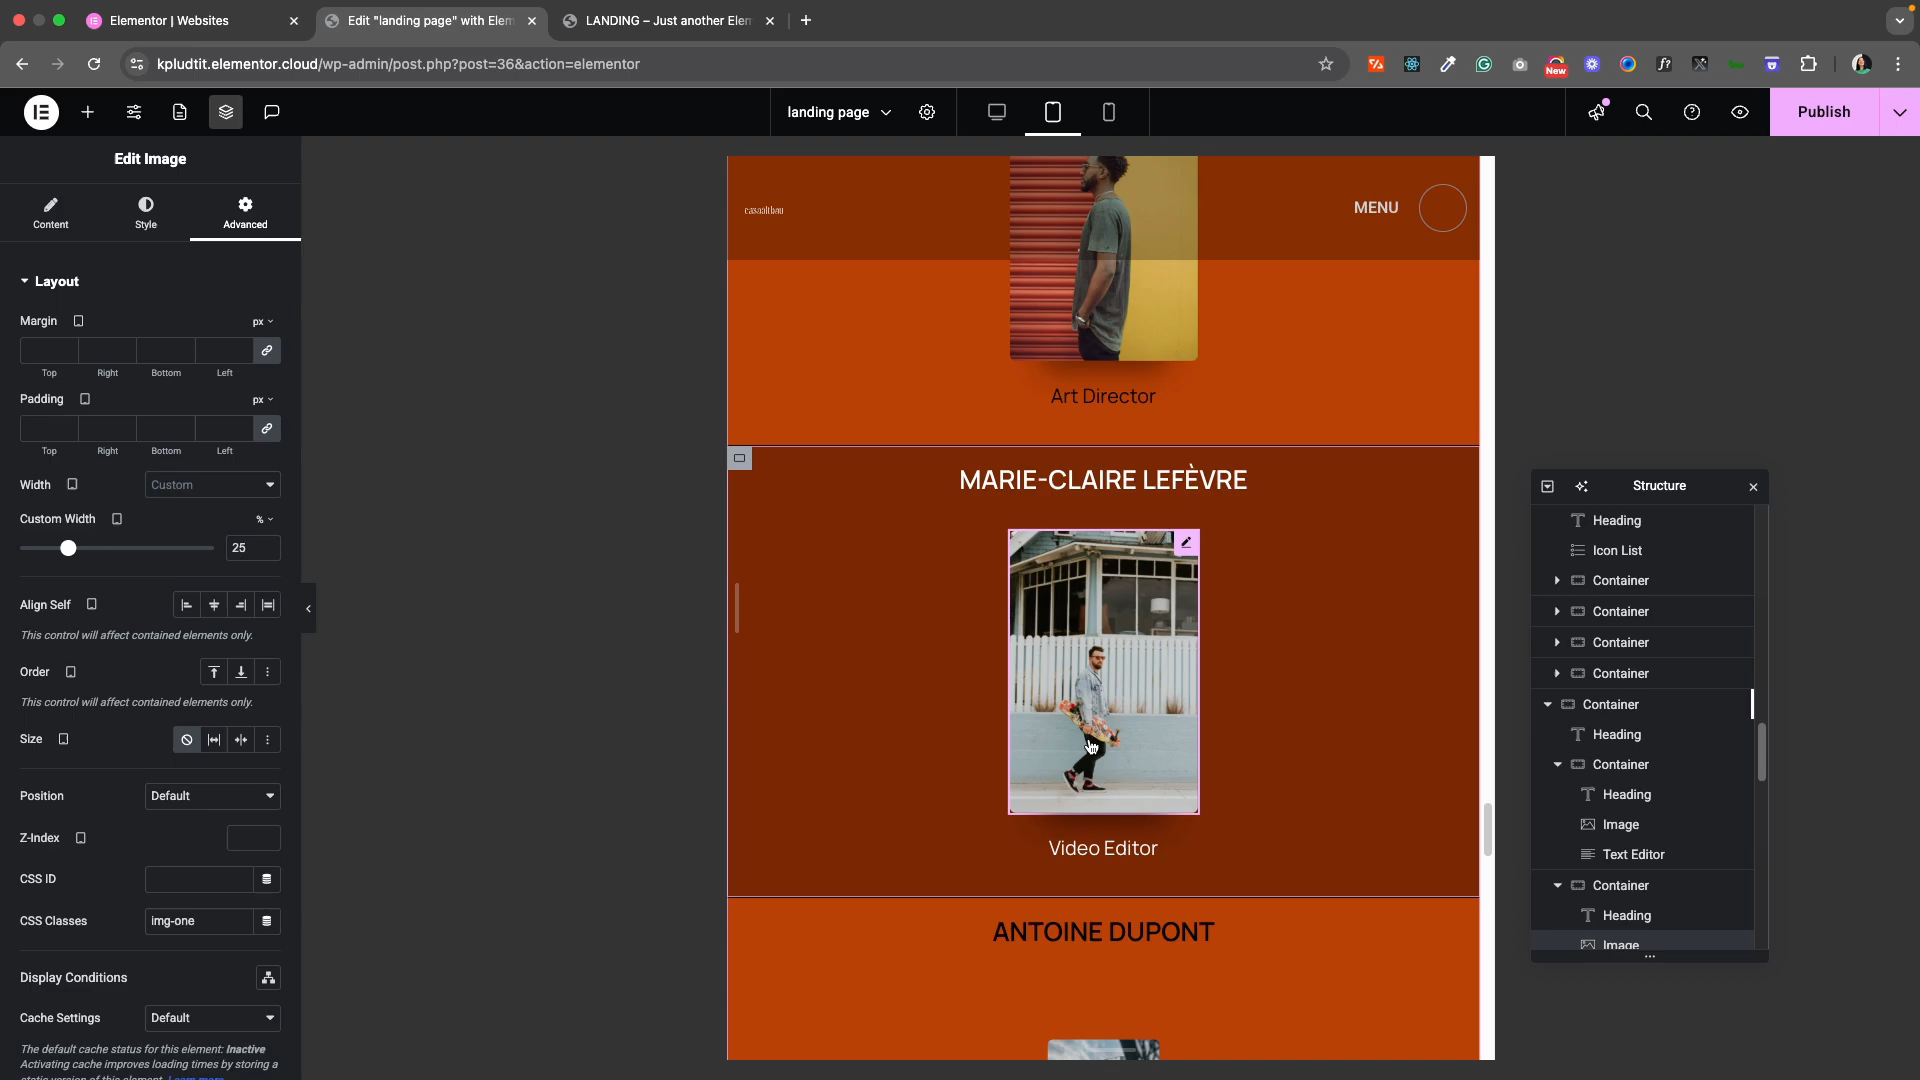 Elementor | Websites
Edit "landing page" with Elem
LANDING – Just another Elem
kpludtit.elementor.cloud/wp-admin/post.php?post=36&action=elementor
New
landing page
Publish
Edit Image
Content
Style
Advanced
Layout
Margin
px
Top
Right
Bottom
Left
Padding
px
Top
Right
Bottom
Left
Width
Custom
Custom Width
%
25
Align Self
This control will affect contained elements only.
Order
This control will affect contained elements only.
Size
Position
Default
Z-Index
CSS ID
CSS Classes
img-one
Display Conditions
Cache Settings
Default
The default cache status for this element: Inactive
Activating cache improves loading times by storing a
MENU
Art Director
MARIE-CLAIRE LEFÈVRE
Video Editor
ANTOINE DUPONT
Structure
Heading
Icon List
Container
Container
Container
Container
Container
Heading
Container
Heading
Image
Text Editor
Container
Heading
Image